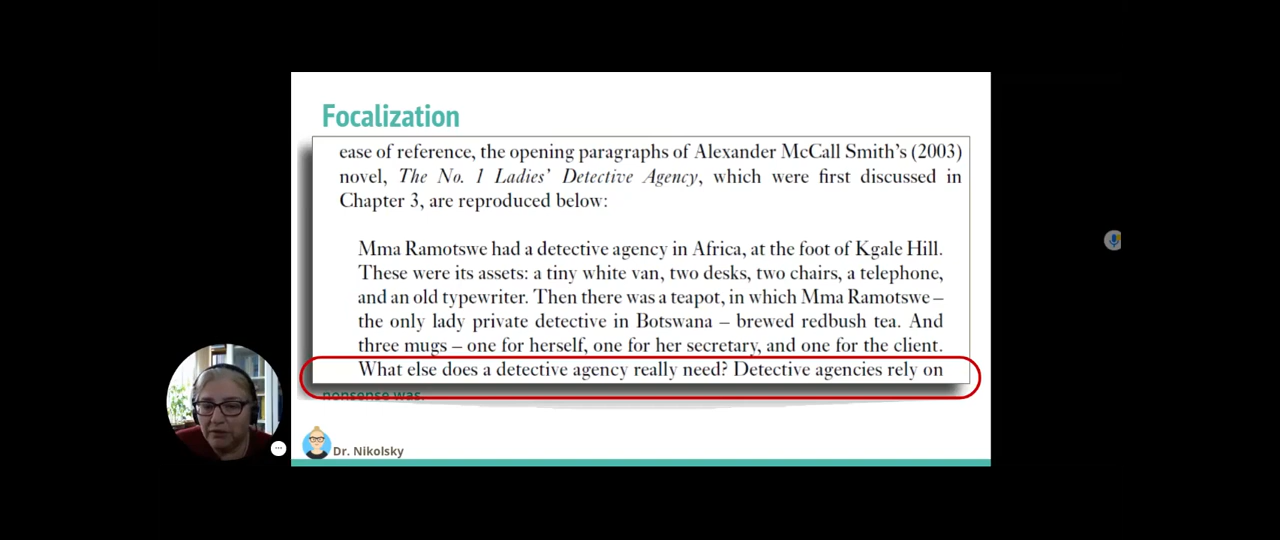 Focalization
ease of reference, the opening paragraphs of Alexander McCall Smith's (2003)
novel, The No. 1 Ladies' Detective Agency, which were first discussed in
Chapter 3, are reproduced below:
Mma Ramotswe had a detective agency in Africa, at the foot of Kgale Hill.
These were its assets: a tiny white van, two desks, two chairs, a telephone,
and an old typewriter. Then there was a teapot, in which Mma Ramotswe –
the only lady private detective in Botswana – brewed redbush tea. And
three mugs – one for herself, one for her secretary, and one for the client.
What else does a detective agency really need? Detective agencies rely on
nonsense was.
Dr. Nikolsky